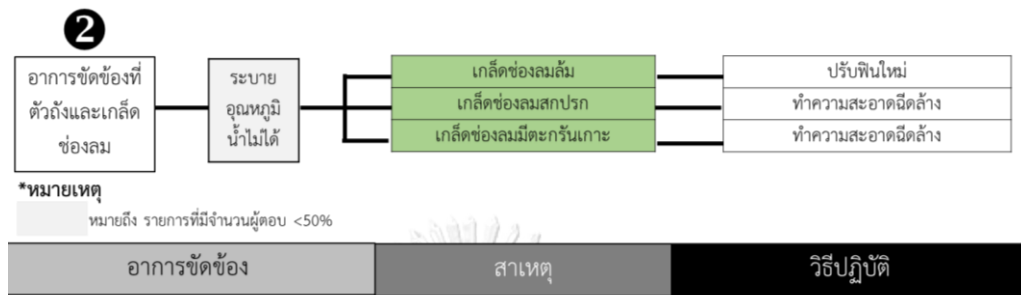 2
อาการขัดข้องที่
ตัวถังและเกล็ด
ช่องลม
ระบาย
อุณหภูมิ
น้ำไม่ได้
เกล็ดช่องลมล้ม
ปรับฟินใหม่
เกล็ดช่องลมสกปรก
ทำความสะอาดฉีดล้าง
เกล็ดช่องลมมีตะกรันเกาะ
ทำความสะอาดฉีดล้าง
*หมายเหตุ
หมายถึง รายการที่มีจำนวนผู้ตอบ <50%
อาการขัดข้อง
สาเหตุ
วิธีปฏิบัติ